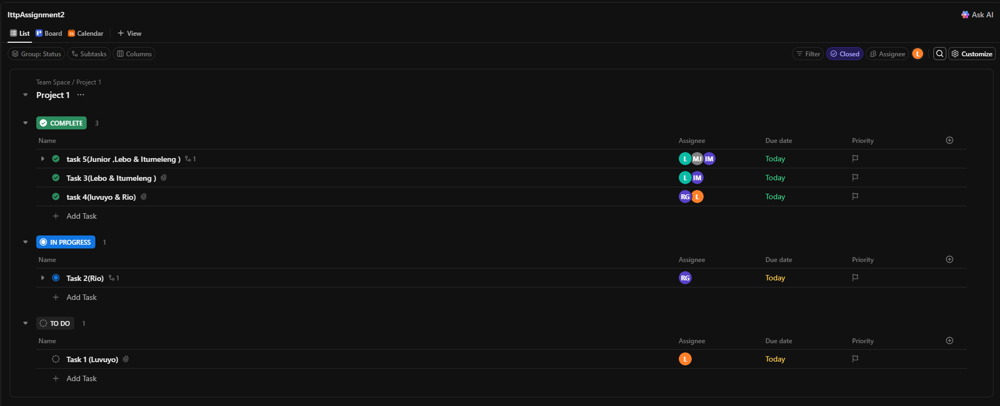 IttpAssignment2
Ask AI
List Board 31 Calendar + View
Group: Status Subtasks Columns Filter Closed Assignee L Customize
Team Space / Project 1
Project 1 ...
COMPLETE 3
Name Assignee Due date Priority
task 5(Junior ,Lebo & Itumeleng ) 1 L MJ IM Today
Task 3(Lebo & Itumeleng ) L IM Today
task 4(luvuyo & Rio) RG L Today
+ Add Task
IN PROGRESS 1
Name Assignee Due date Priority
Task 2(Rio) 1 RG Today
+ Add Task
TO DO 1
Name Assignee Due date Priority
Task 1 (Luvuyo) L Today
+ Add Task